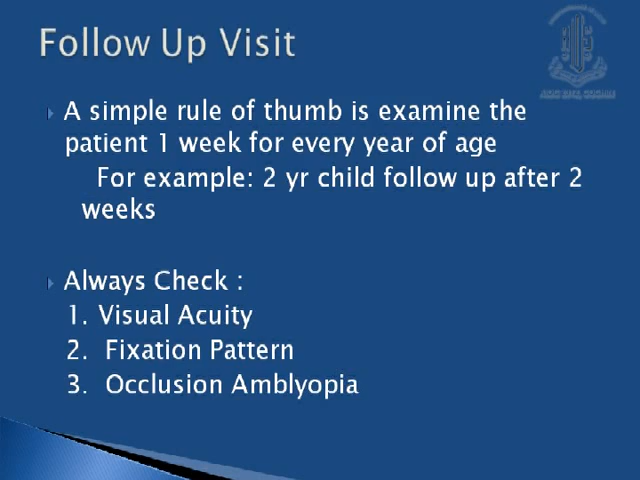 Follow Up Visit
A simple rule of thumb is examine the
patient 1 week for every year of age
For example: 2 yr child follow up after 2
weeks
Always Check :
1. Visual Acuity
2. Fixation Pattern
3. Occlusion Amblyopia